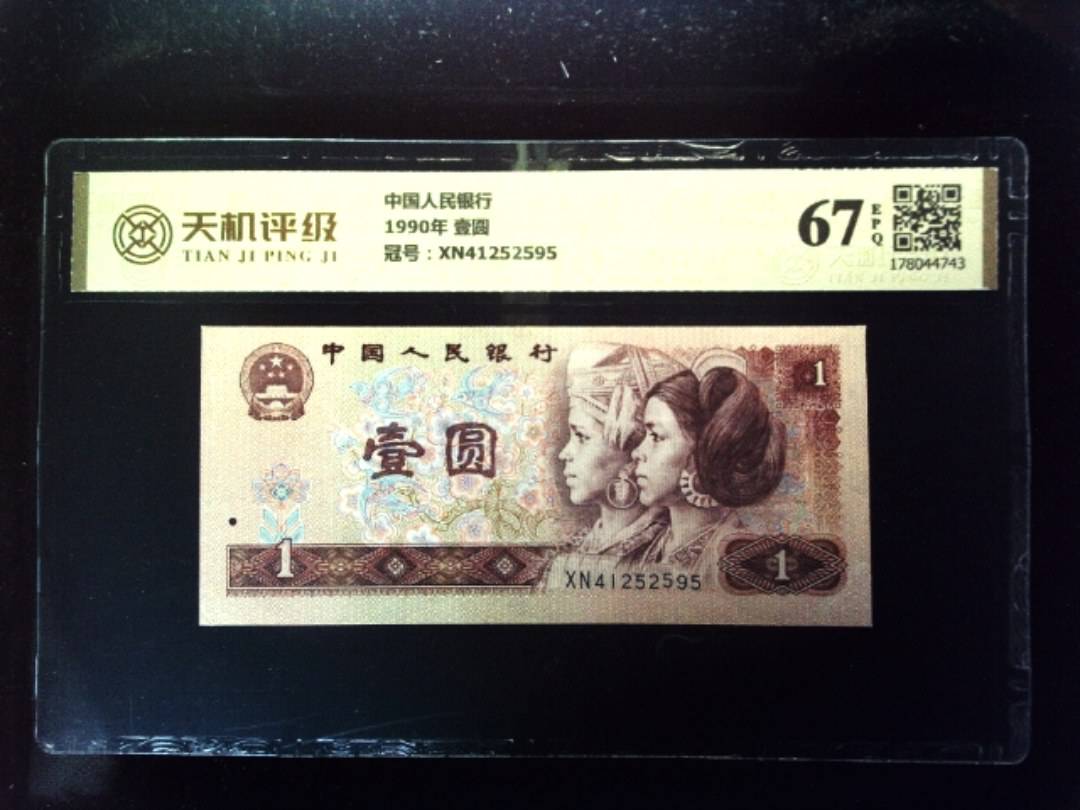 天机评级
TIAN JI PING JI
中国人民银行
1990年 壹圆
冠号：XN41252595
67
EPQ
178044743
中国人民银行
1
壹圆
1
XN41252595
1